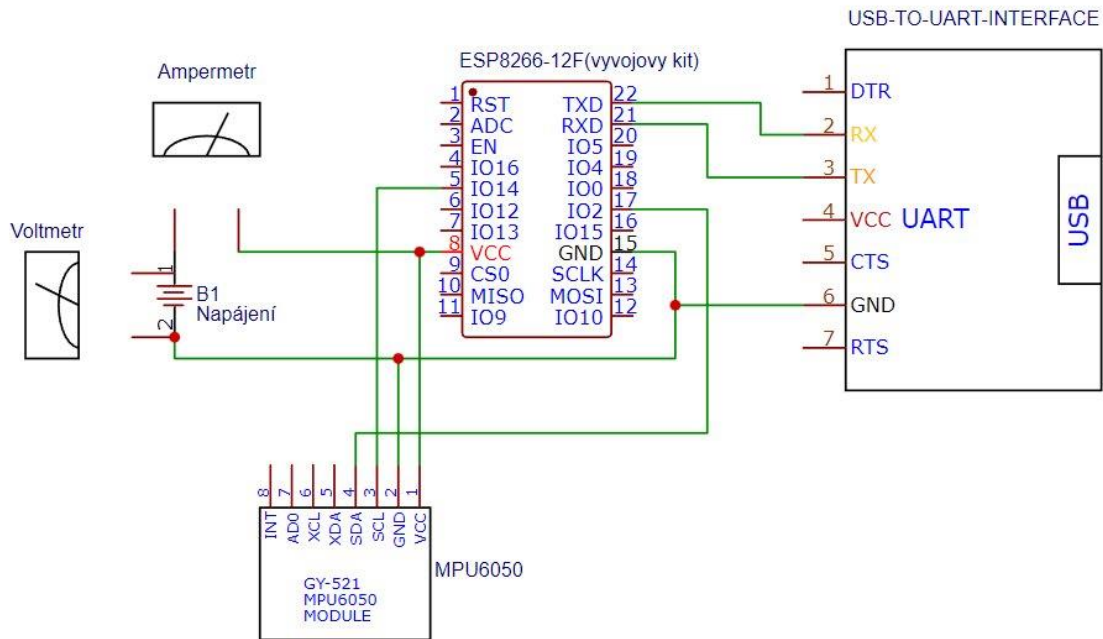 USB-TO-UART-INTERFACE
ESP8266-12F(vyvojovy kit)
Ampermetr
1 RST TXD 22
2 ADC RXD 21
3 EN IO5 20
4 IO16 IO4 19
5 IO14 IO0 18
6 IO12 IO2 17
7 IO13 IO15 16
8 VCC GND 15
9 CS0 SCLK 14
10 MISO MOSI 13
11 IO9 IO10 12
1 DTR
2 RX
3 TX
4 VCC
5 CTS
6 GND
7 RTS
UART
USB
Voltmetr
1
B1
Napájení
2
8 7 6 5 4 3 2 1
INT AD0 XCL XDA SDA SCL GND VCC
MPU6050
GY-521
MPU6050
MODULE